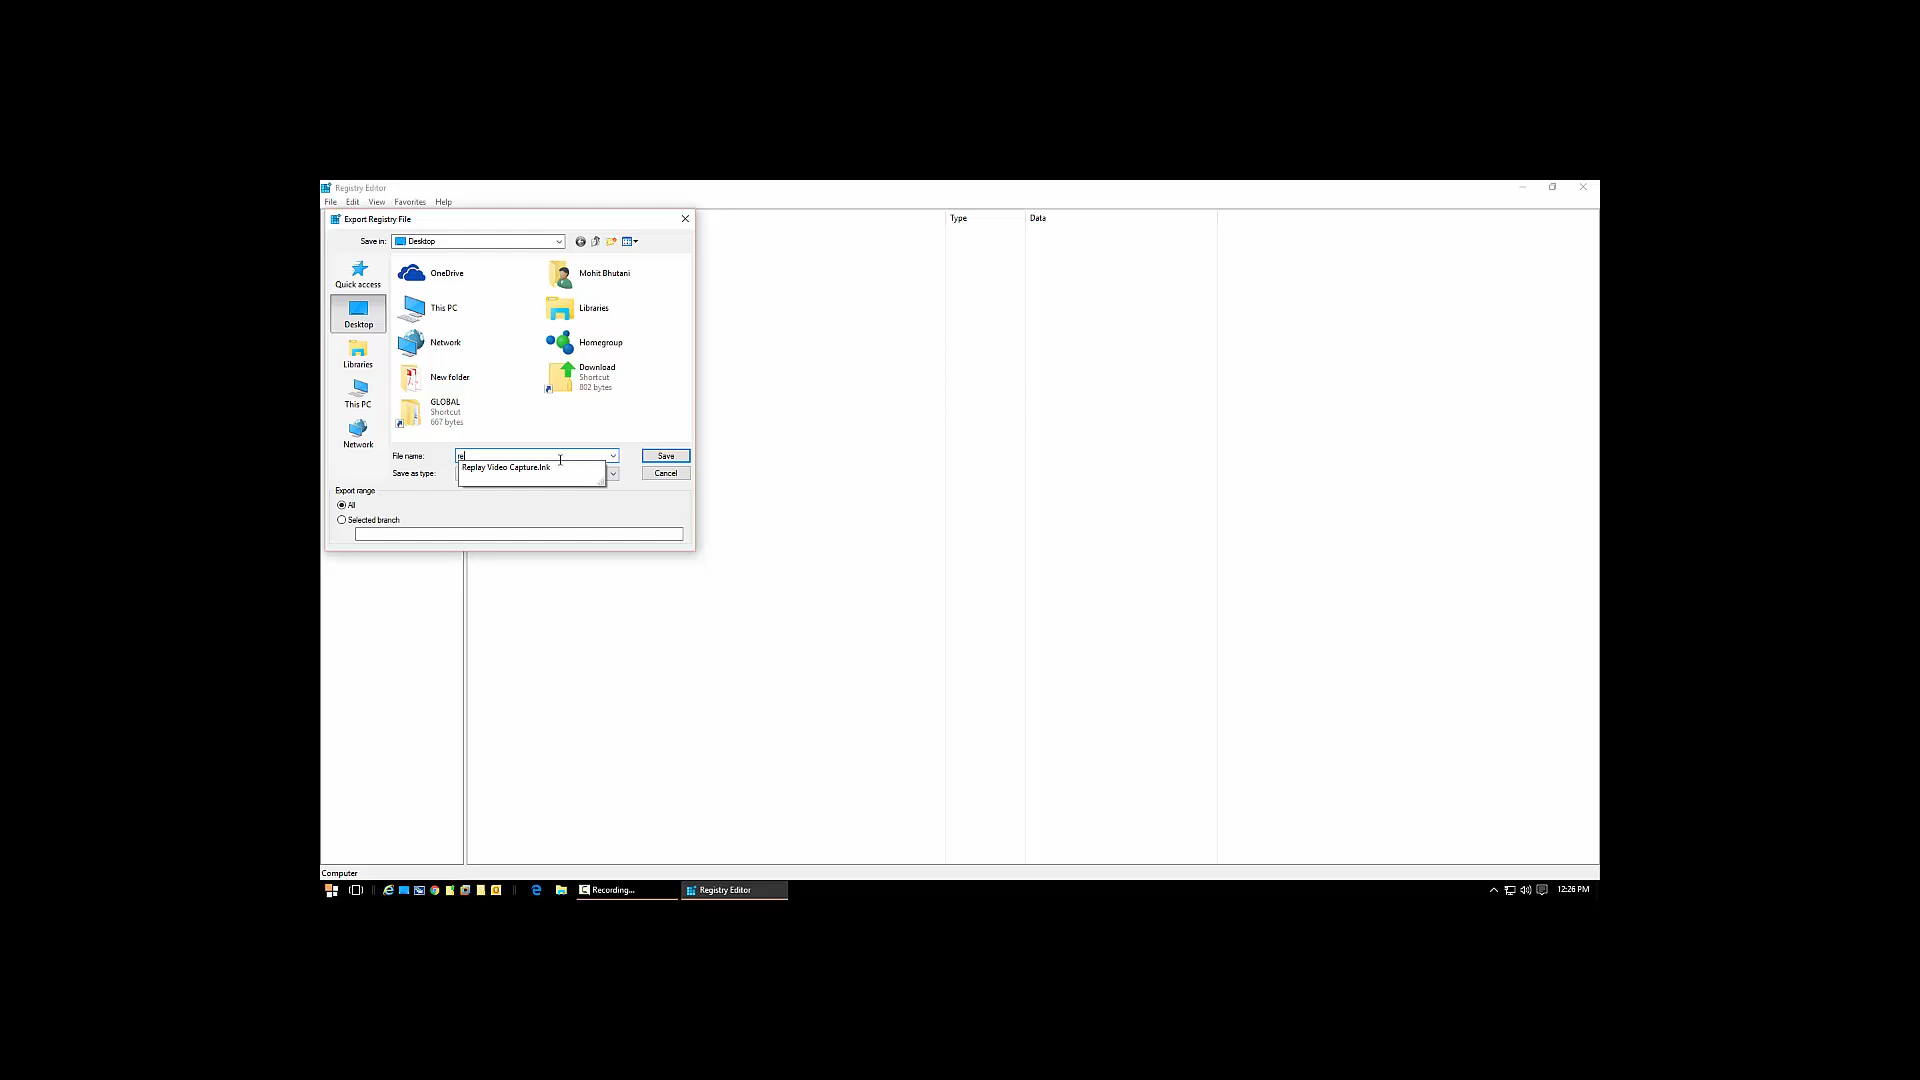 Registry Editor
File Edit View Favorites Help
Export Registry File
Type Data
Save in: Desktop
OneDrive
Mohit Bhutani
Quick access
This PC
Libraries
Desktop
Network
Homegroup
Libraries
New folder
Download
Shortcut
802 bytes
This PC
GLOBAL
Shortcut
667 bytes
Network
File name: re
Save
Replay Video Capture.lnk
Save as type:
Cancel
Export range
All
Selected branch
Computer
Recording...
Registry Editor
12:26 PM